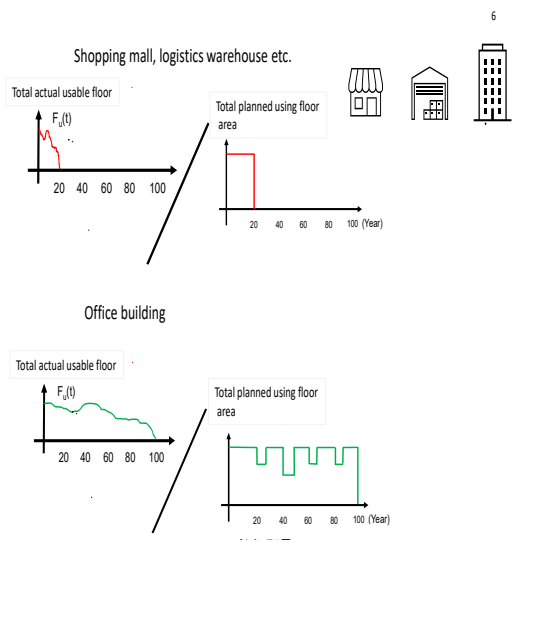 6
Shopping mall, logistics warehouse etc.
Total actual usable floor
Fu(t)
20 40 60 80 100
Total planned using floor
area
20 40 60 80 100 (Year)
Office building
Total actual usable floor
Fu(t)
20 40 60 80 100
Total planned using floor
area
20 40 60 80 100 (Year)